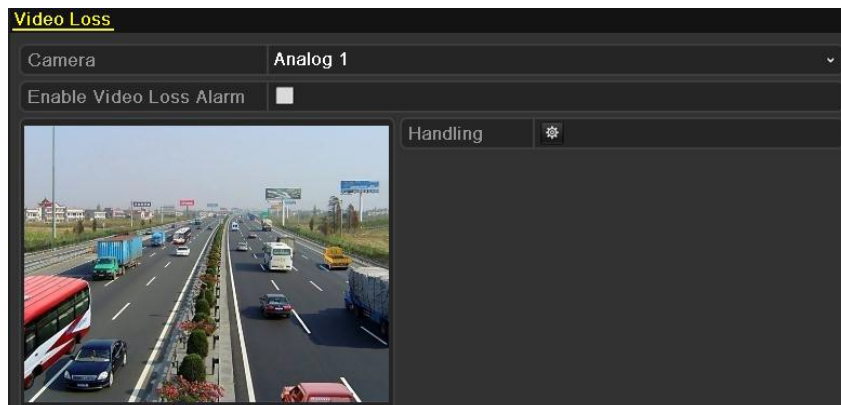 Video Loss
Camera
Analog 1
Enable Video Loss Alarm
Handling